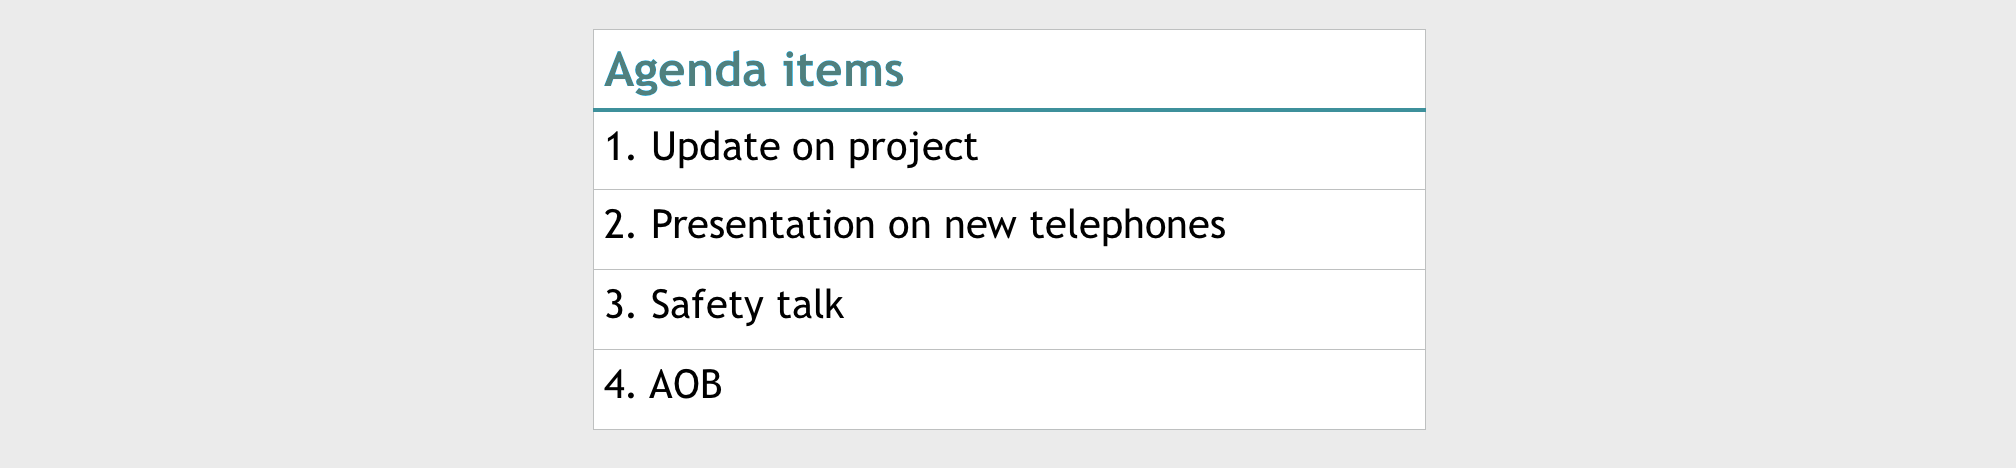 Agenda items
1. Update on project
2. Presentation on new telephones
3. Safety talk
4. AOB